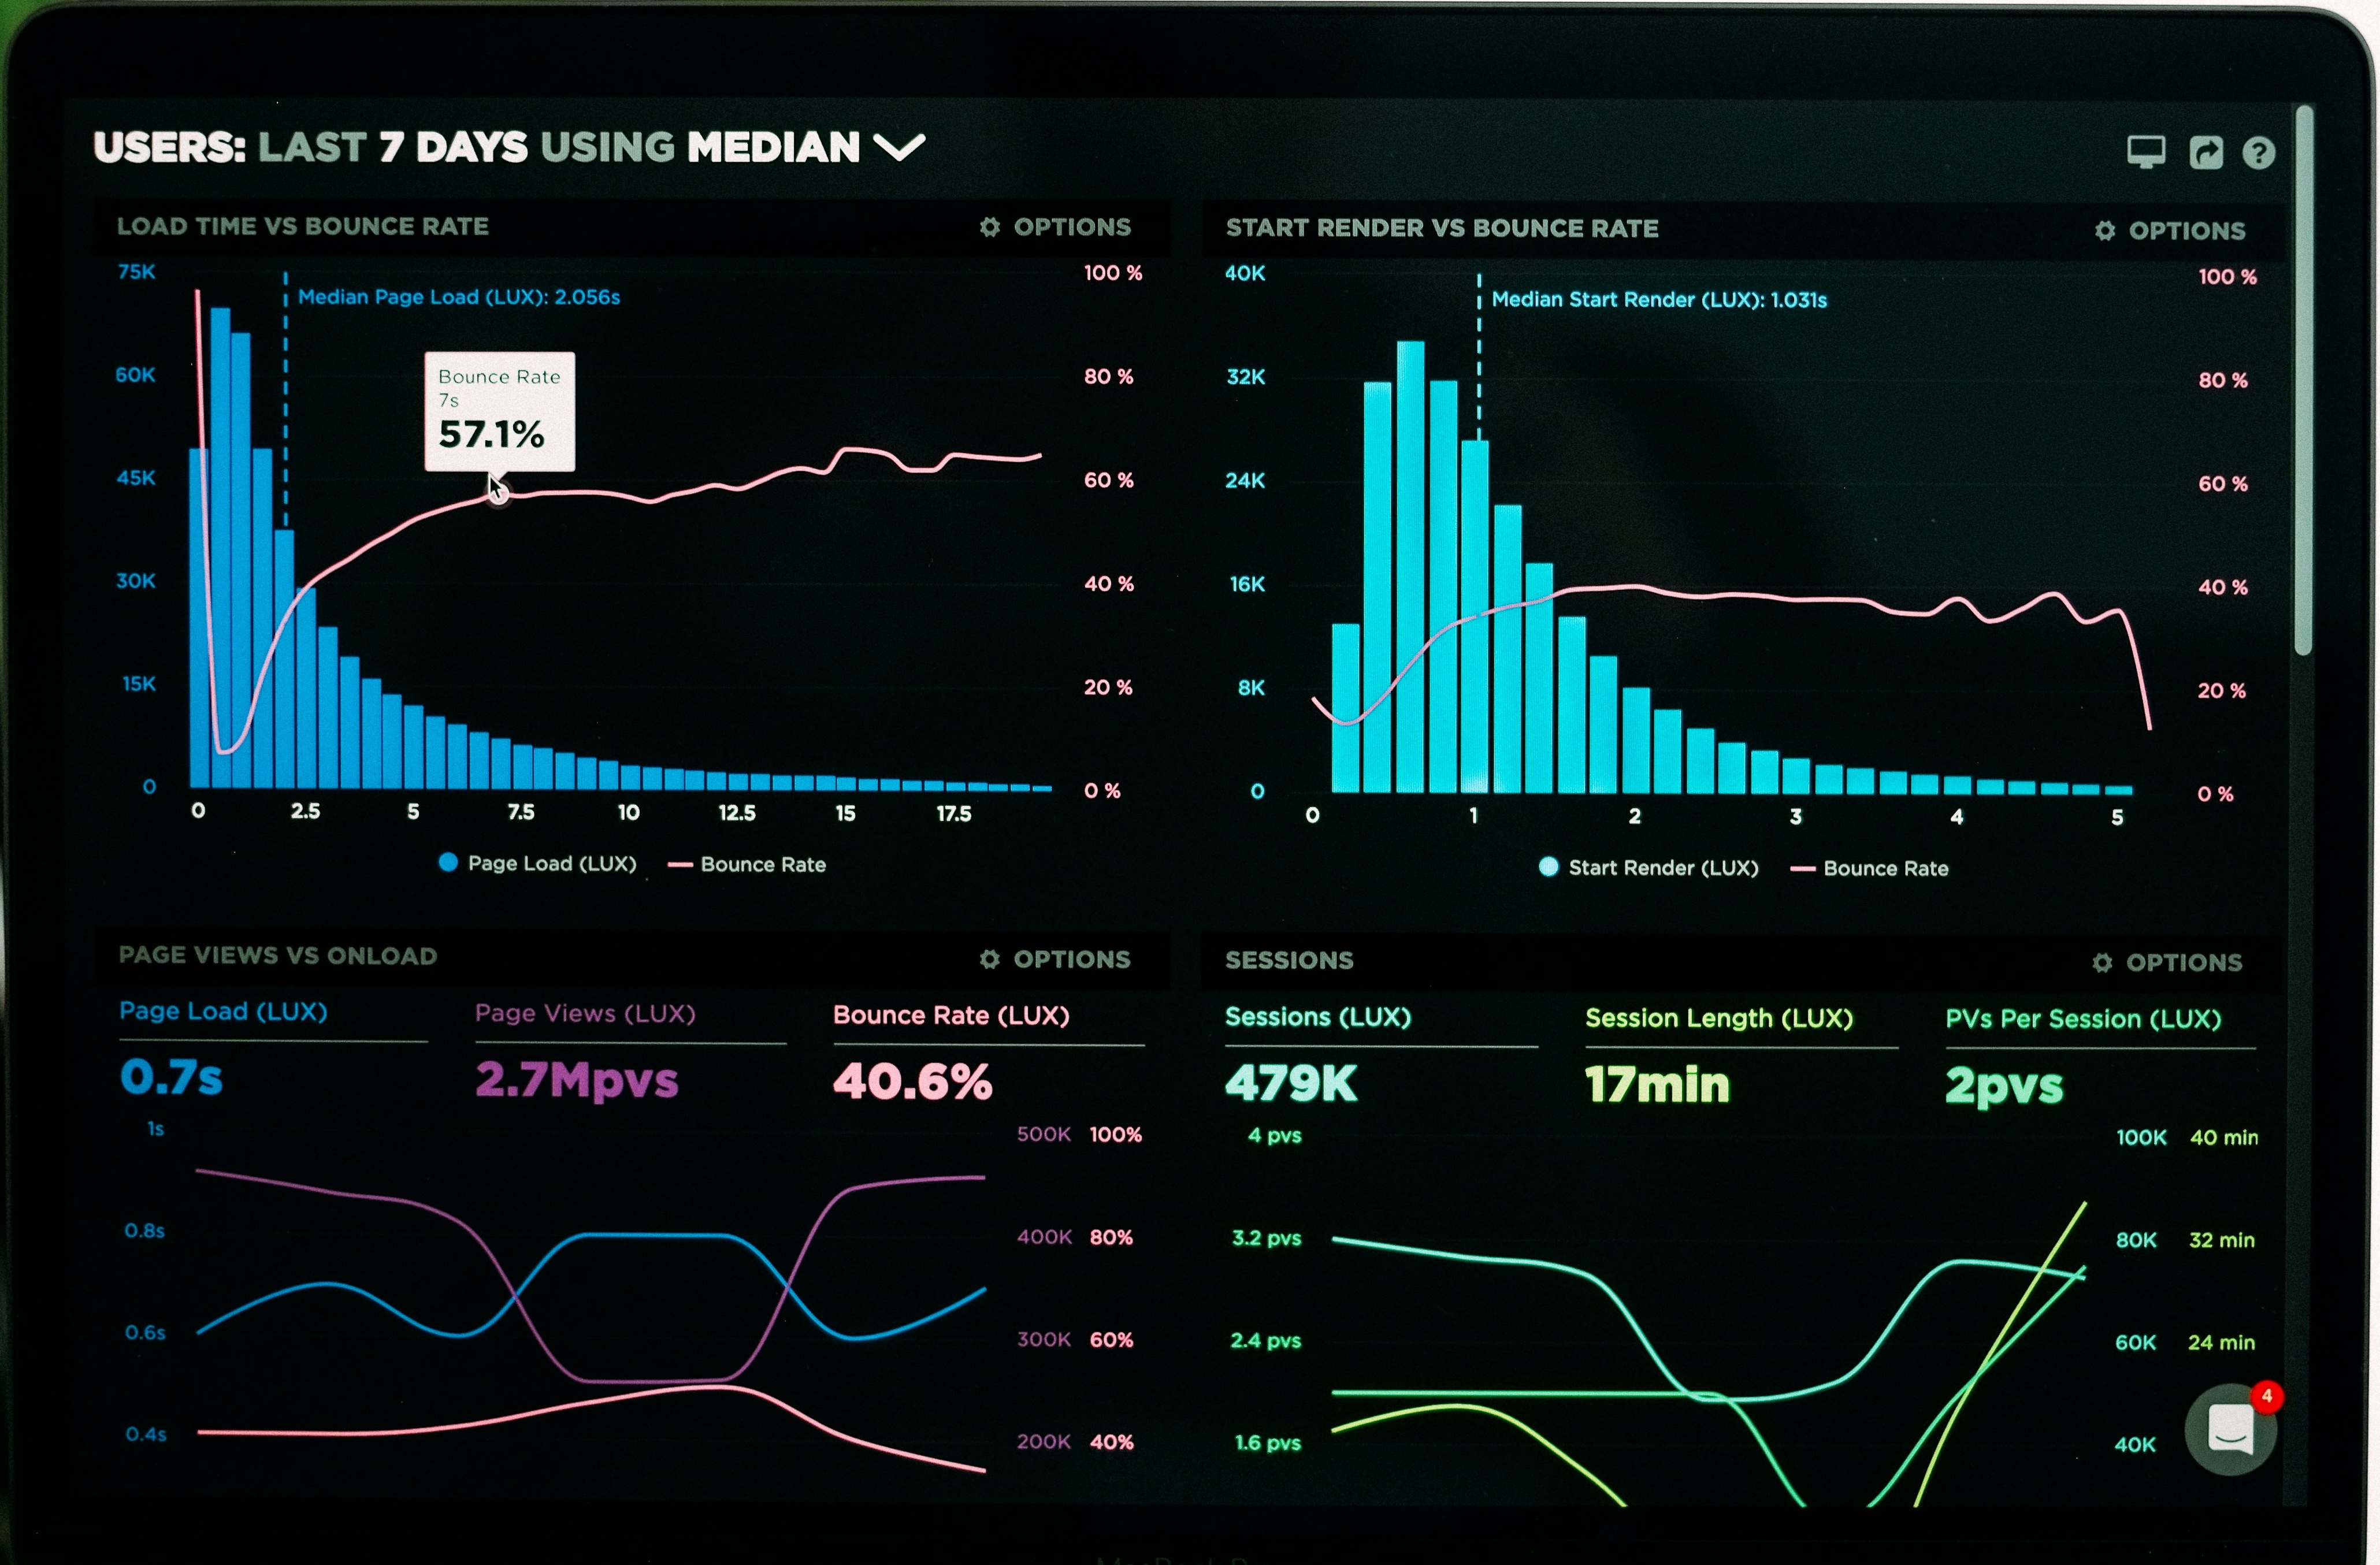 USERS: LAST 7 DAYS USING MEDIAN
LOAD TIME VS BOUNCE RATE
OPTIONS
75K
60K
45K
30K
15K
0
Median Page Load (LUX): 2.056s
Bounce Rate
7s
57.1%
100 %
80 %
60 %
40 %
20 %
0 %
0 2.5 5 7.5 10 12.5 15 17.5
Page Load (LUX) Bounce Rate
START RENDER VS BOUNCE RATE
OPTIONS
40K
32K
24K
16K
8K
0
Median Start Render (LUX): 1.031s
100 %
80 %
60 %
40 %
20 %
0 %
0 1 2 3 4 5
Start Render (LUX) Bounce Rate
PAGE VIEWS VS ONLOAD
OPTIONS
Page Load (LUX)
0.7s
Page Views (LUX)
2.7Mpvs
Bounce Rate (LUX)
40.6%
1s
0.8s
0.6s
0.4s
500K 100%
400K 80%
300K 60%
200K 40%
SESSIONS
OPTIONS
Sessions (LUX)
479K
Session Length (LUX)
17min
PVs Per Session (LUX)
2pvs
4 pvs
3.2 pvs
2.4 pvs
1.6 pvs
100K 40 min
80K 32 min
60K 24 min
40K
4